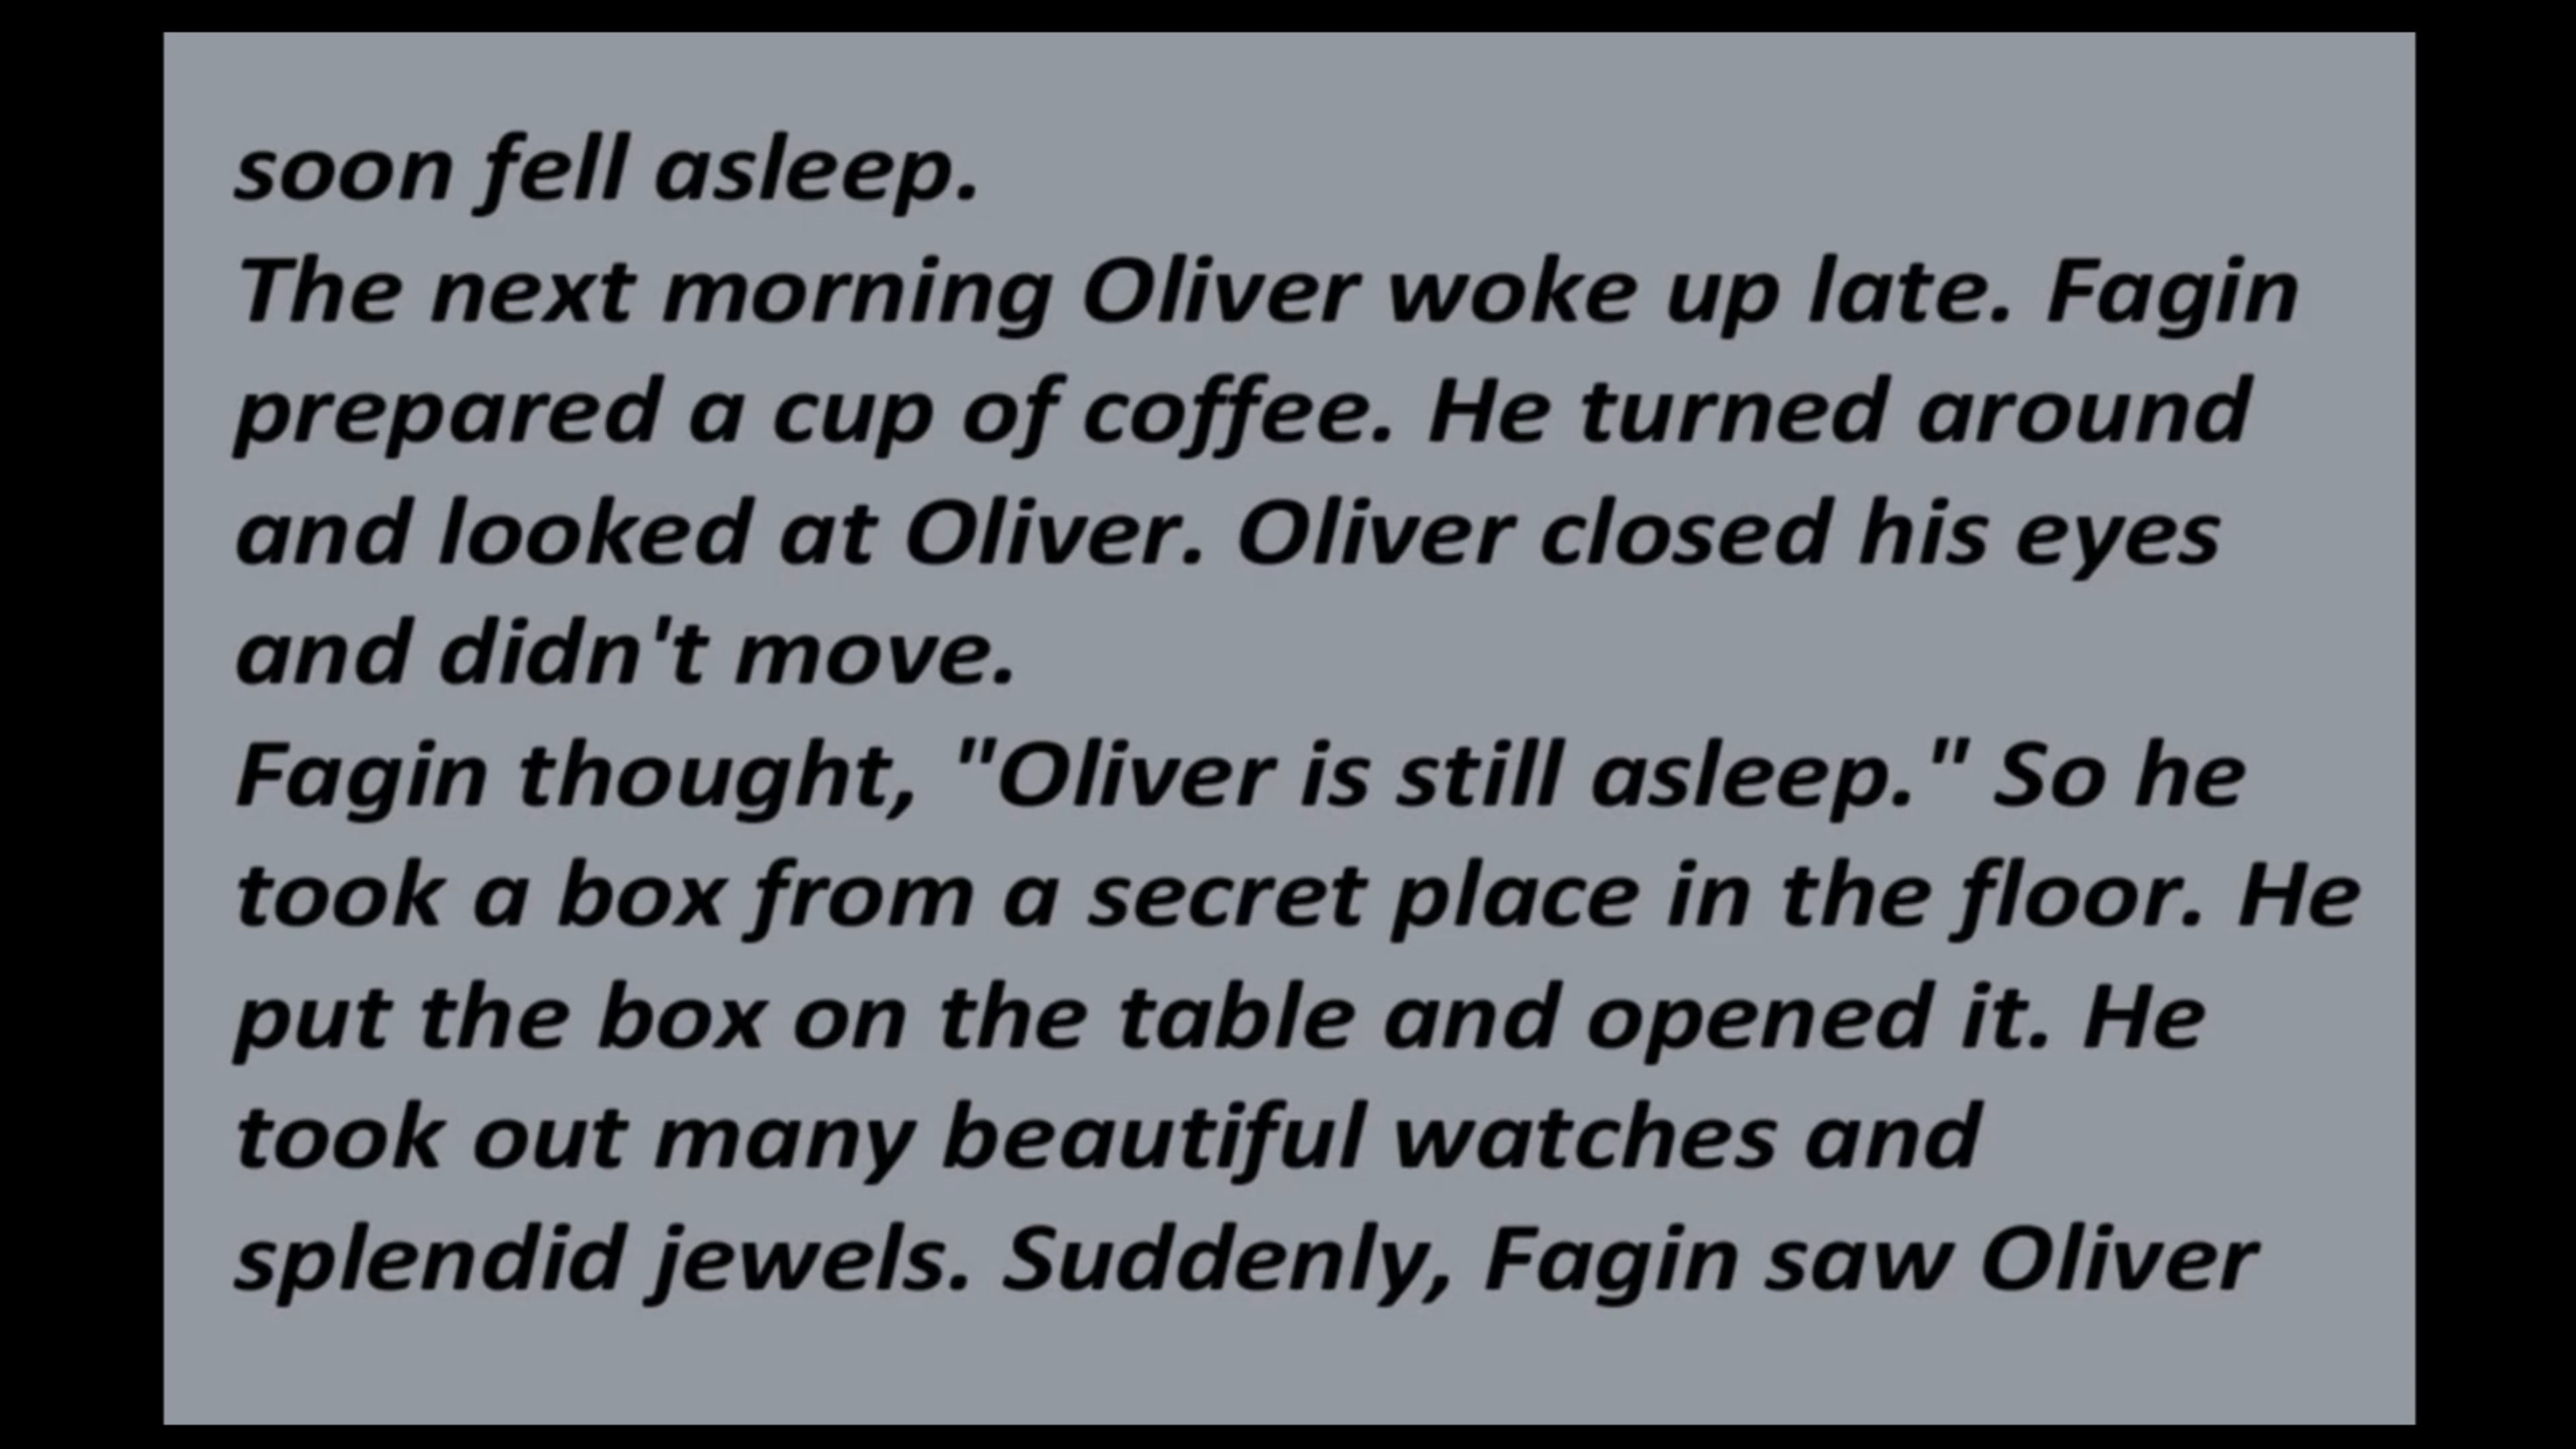 soon fell asleep.
The next morning Oliver woke up late. Fagin
prepared a cup of coffee. He turned around
and looked at Oliver. Oliver closed his eyes
and didn't move.
Fagin thought, "Oliver is still asleep." So he
took a box from a secret place in the floor. He
put the box on the table and opened it. He
took out many beautiful watches and
splendid jewels. Suddenly, Fagin saw Oliver